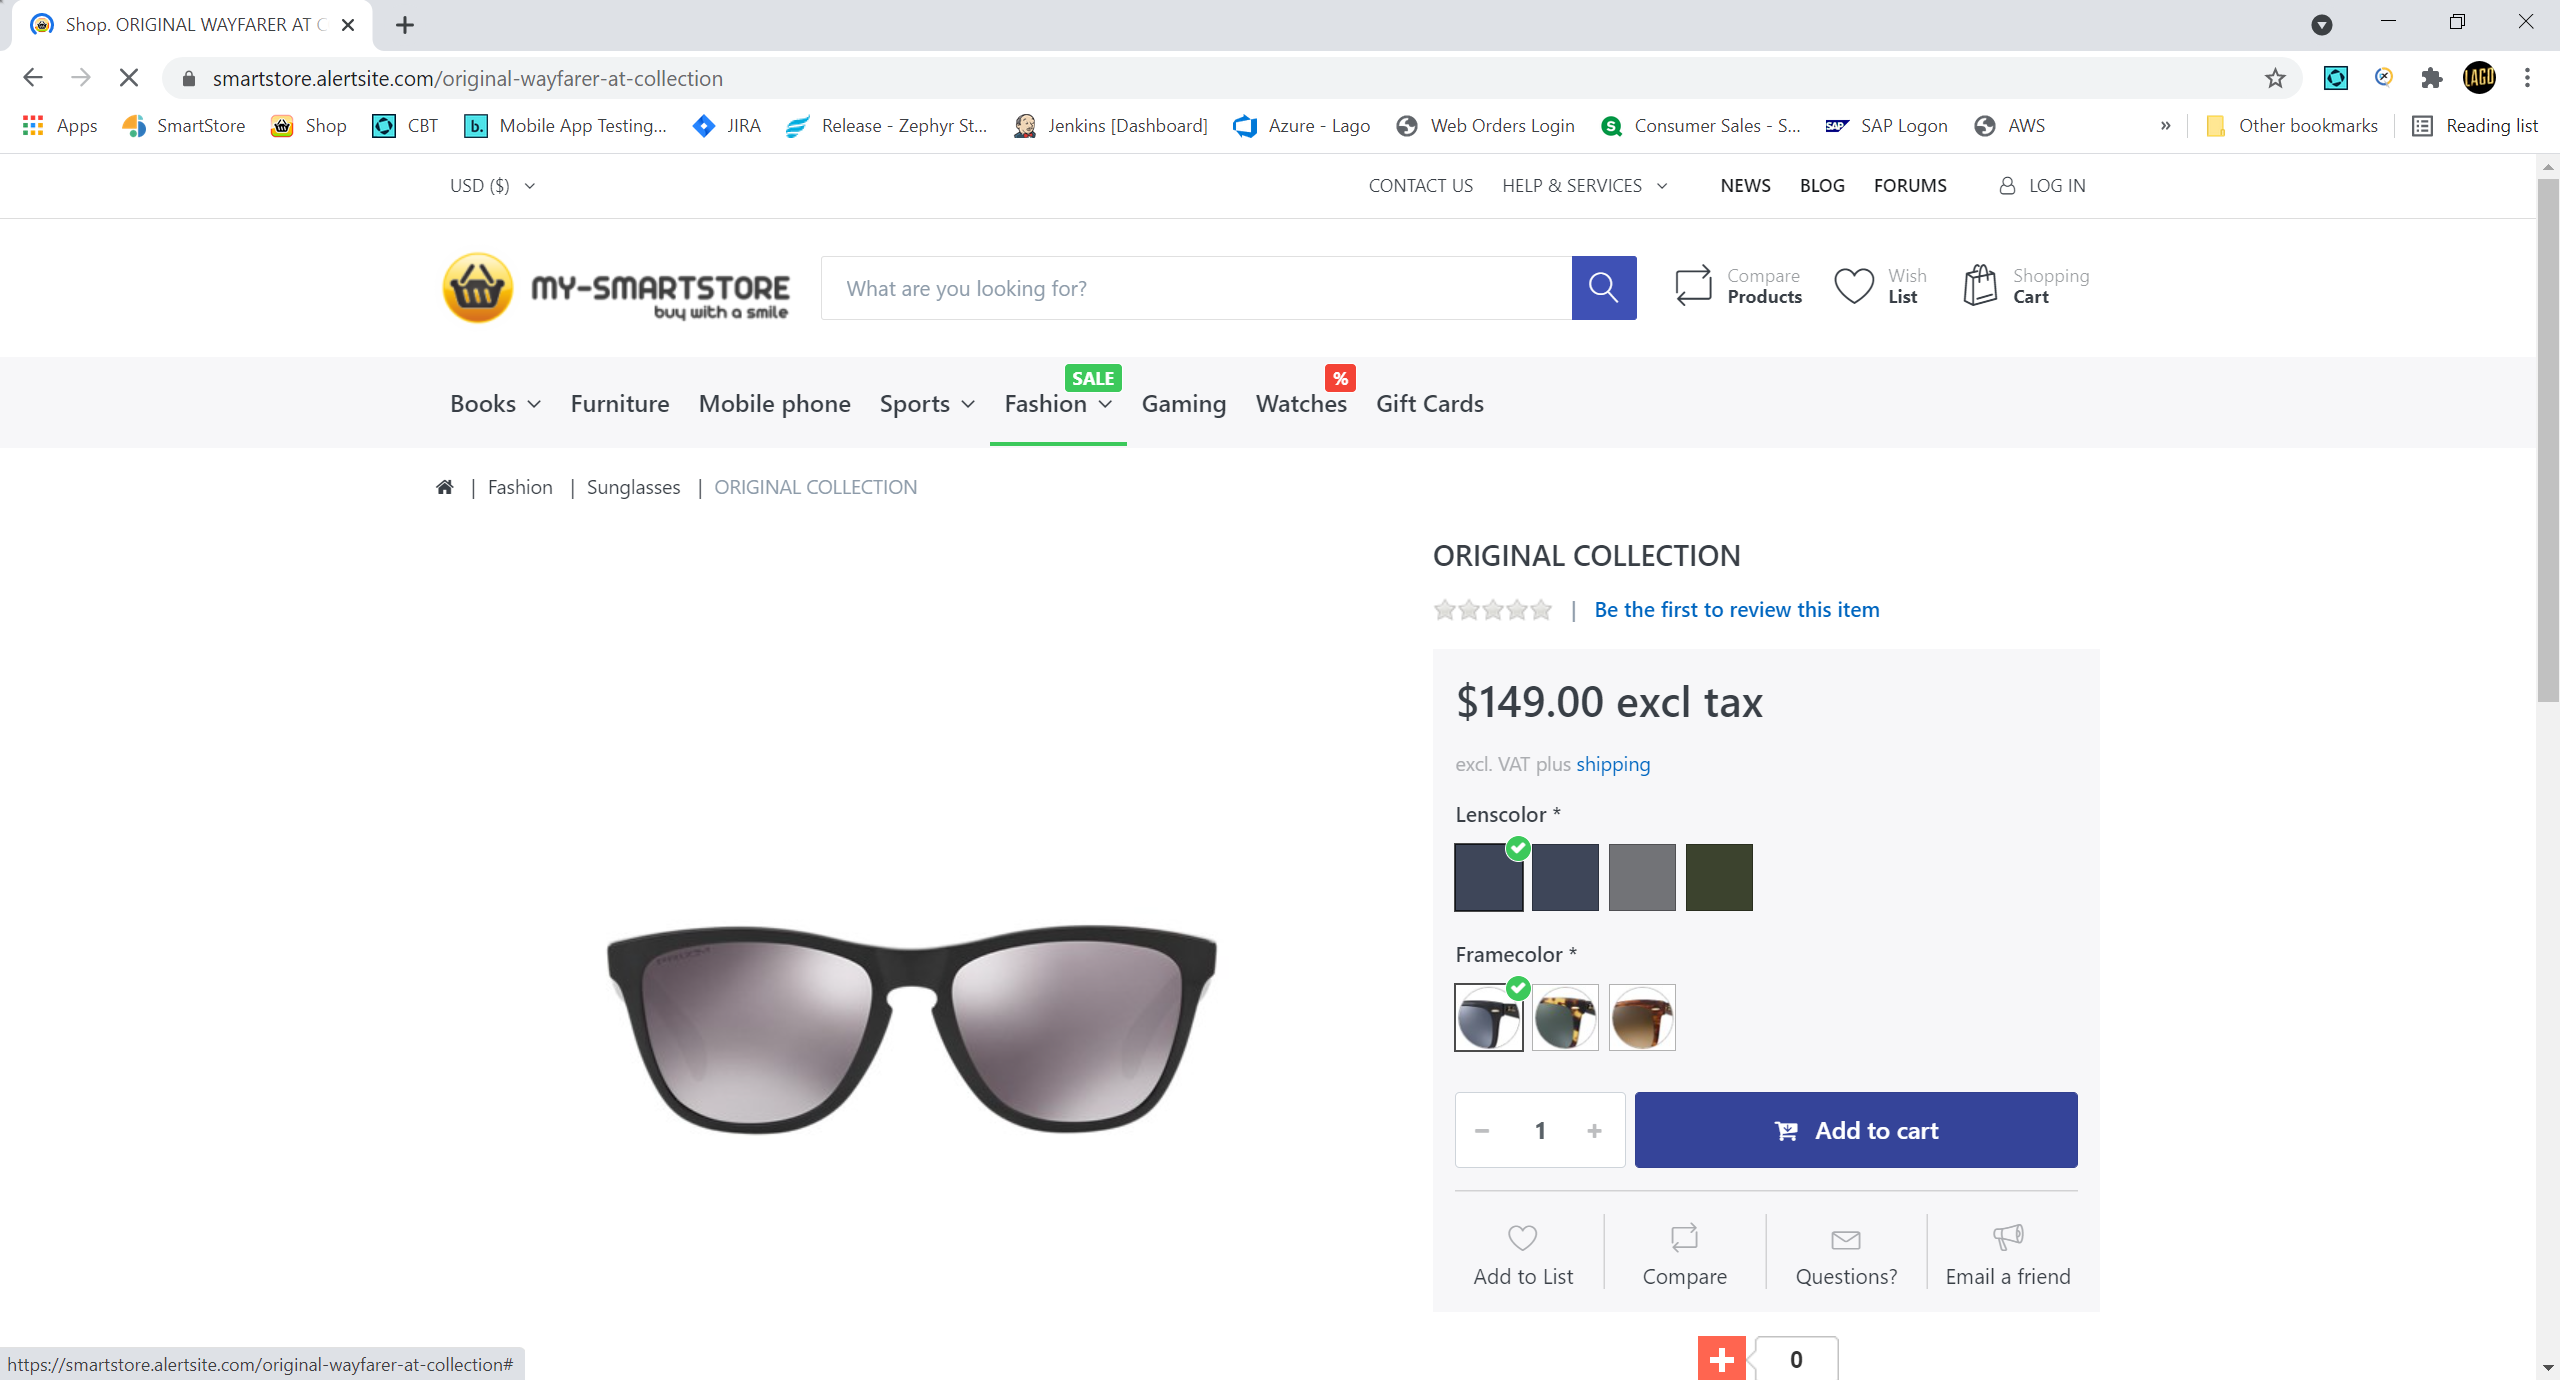 Shop. ORIGINAL WAYFARER AT C
smartstore.alertsite.com/original-wayfarer-at-collection
LAGO
Apps SmartStore Shop CBT b. Mobile App Testing... JIRA Release - Zephyr St... Jenkins [Dashboard] Azure - Lago Web Orders Login S Consumer Sales - S... SAP SAP Logon AWS » Other bookmarks Reading list
USD ($) CONTACT US HELP & SERVICES NEWS BLOG FORUMS LOG IN
MY-SMARTSTORE
buy with a smile
What are you looking for?
Compare
Products
Wish
List
Shopping
Cart
SALE %
Books Furniture Mobile phone Sports Fashion Gaming Watches Gift Cards
| Fashion | Sunglasses | ORIGINAL COLLECTION
ORIGINAL COLLECTION
| Be the first to review this item
$149.00 excl tax
excl. VAT plus shipping
Lenscolor *
Framecolor *
− 1 + Add to cart
Add to List Compare Questions? Email a friend
0
https://smartstore.alertsite.com/original-wayfarer-at-collection#